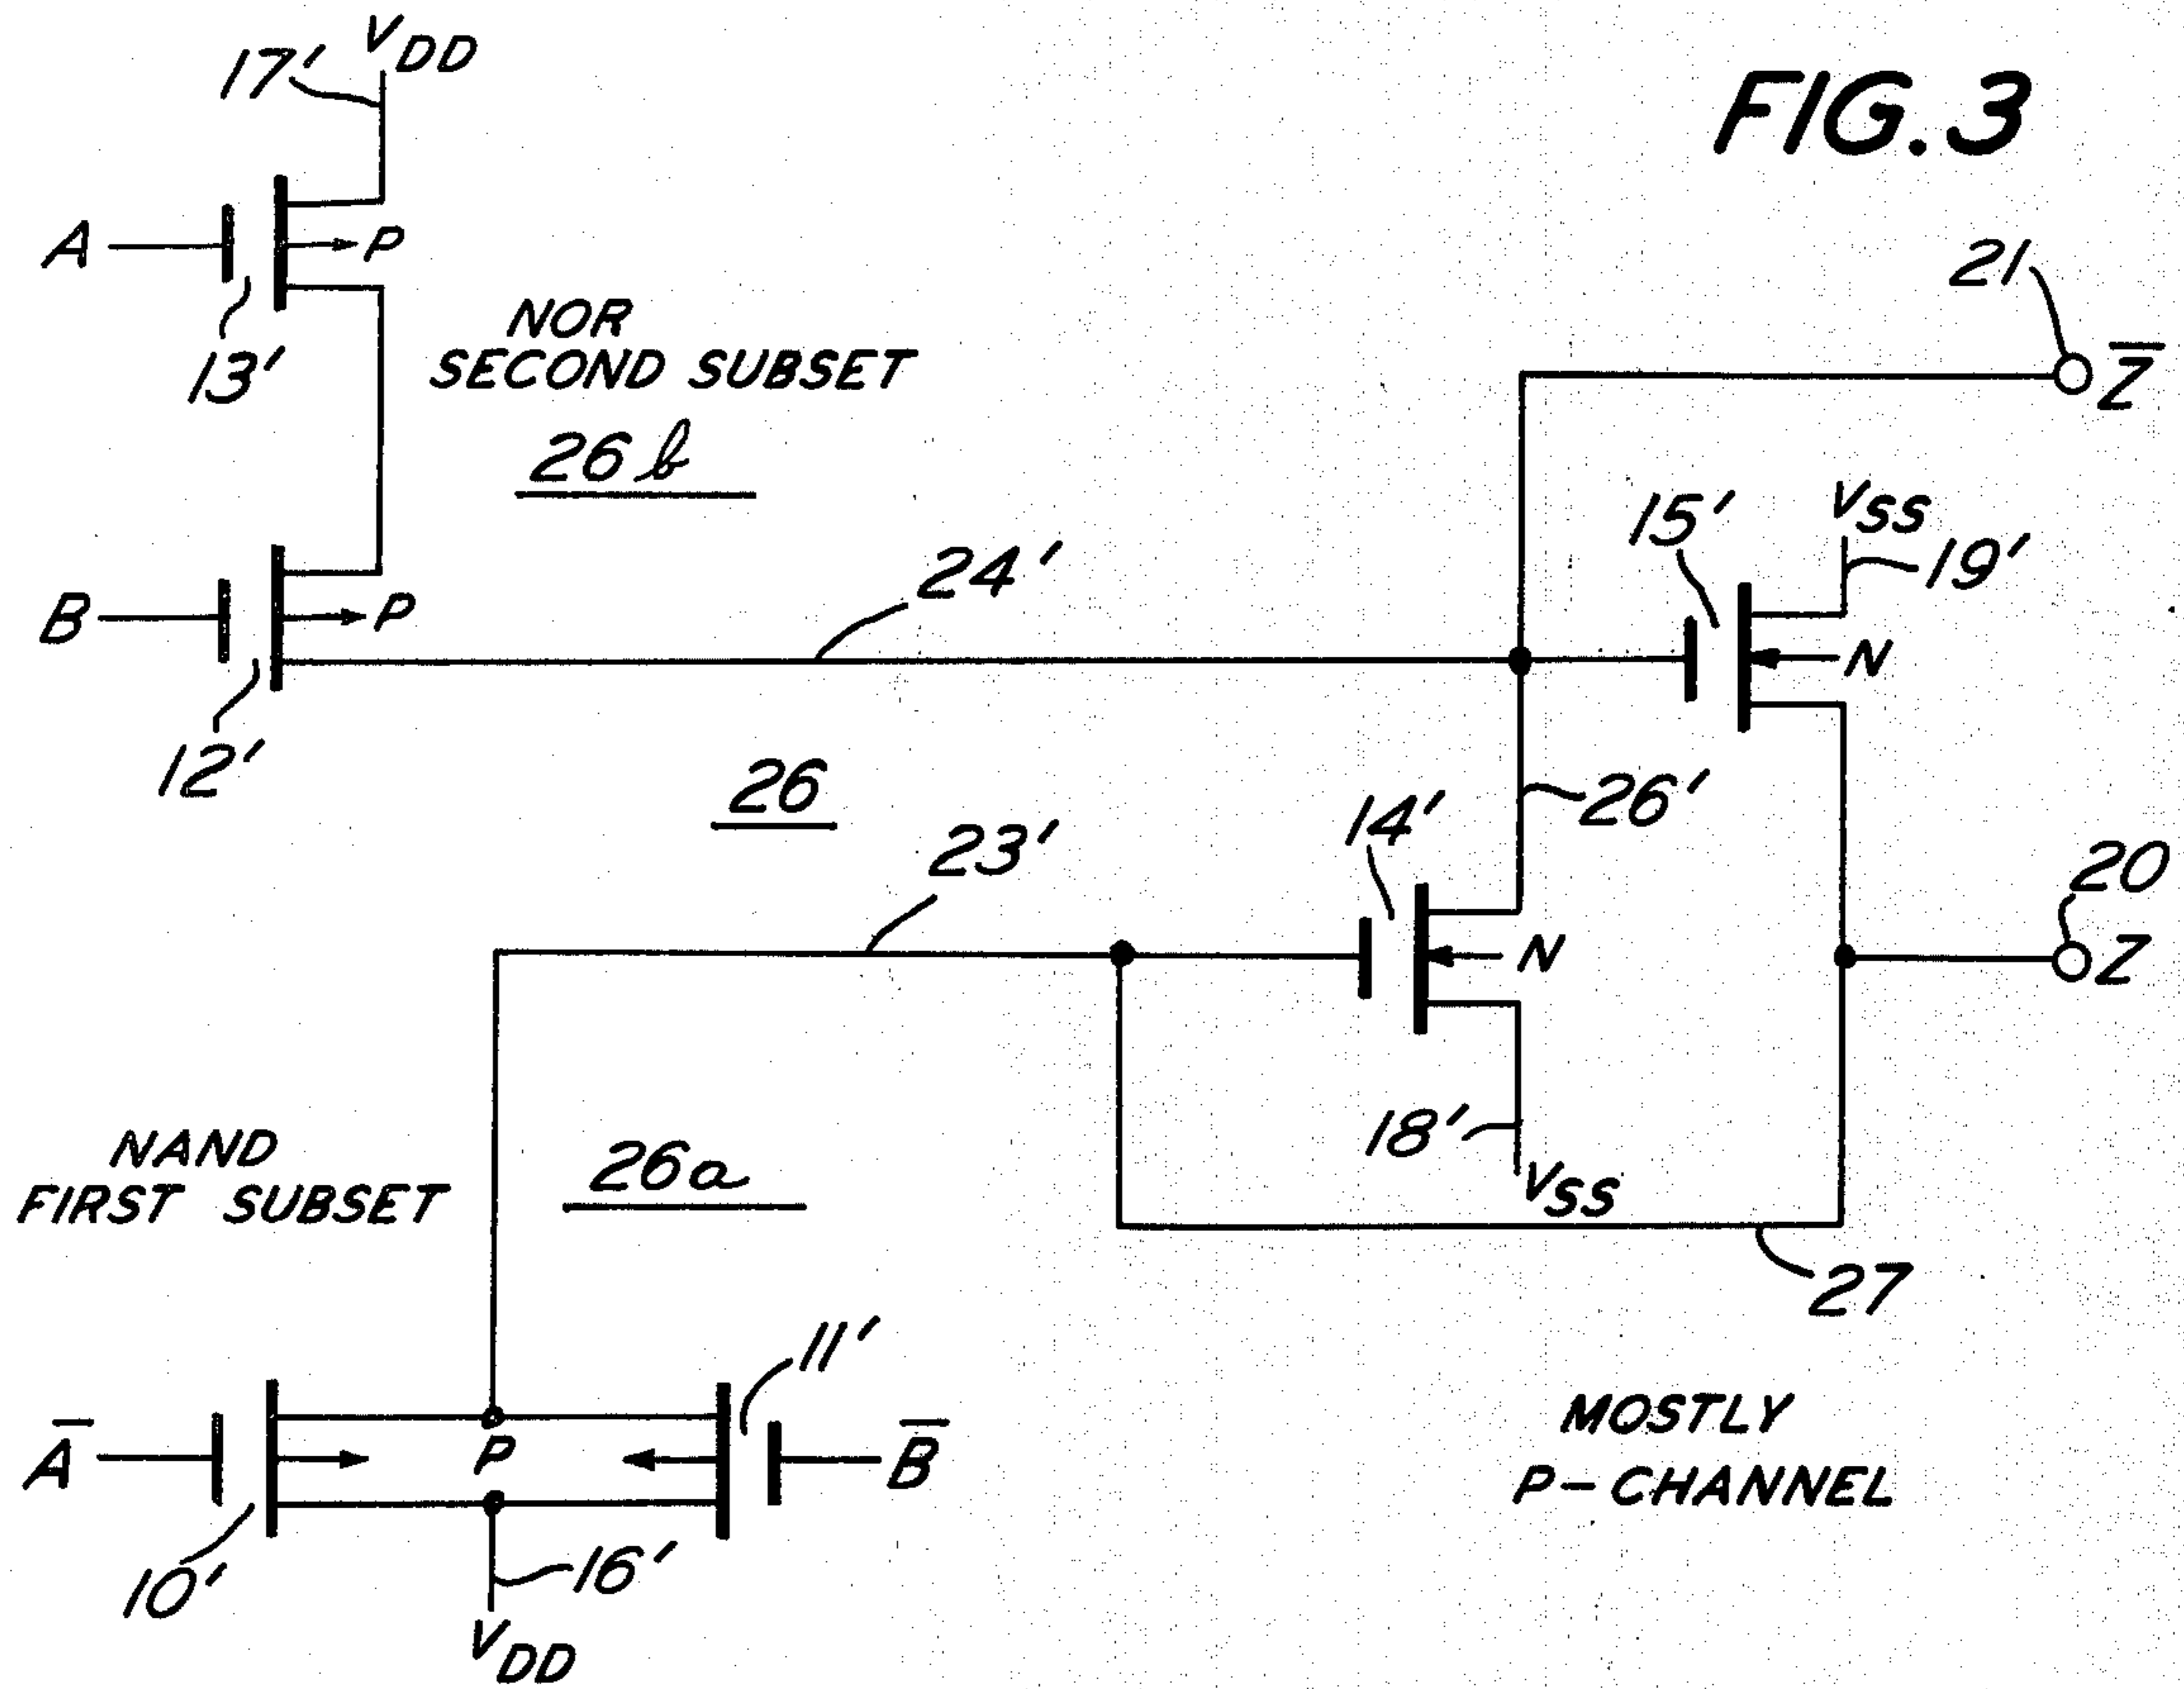 FIG. 3
V_DD
17'
A
P
13'
NOR
SECOND SUBSET
26 b
B
P
12'
24'
21
Z̅
15'
V_SS
19'
N
26
26'
23'
14'
N
20
Z
18'
V_SS
27
NAND
FIRST SUBSET
26a
A̅
10'
P
11'
B̅
16'
V_DD
MOSTLY
P-CHANNEL